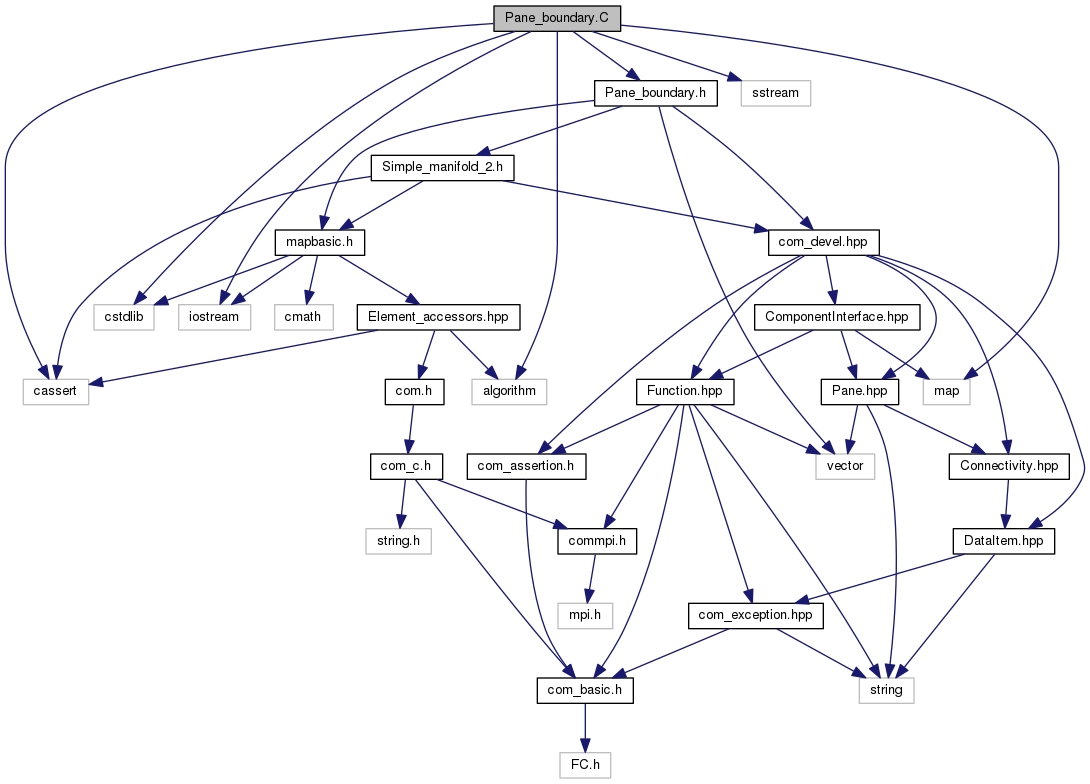 Pane_boundary.C
Pane_boundary.h
sstream
Simple_manifold_2.h
mapbasic.h
com_devel.hpp
cstdlib
iostream
cmath
Element_accessors.hpp
ComponentInterface.hpp
cassert
com.h
algorithm
Function.hpp
Pane.hpp
map
com_c.h
com_assertion.h
vector
Connectivity.hpp
string.h
commpi.h
DataItem.hpp
mpi.h
com_exception.hpp
com_basic.h
string
FC.h